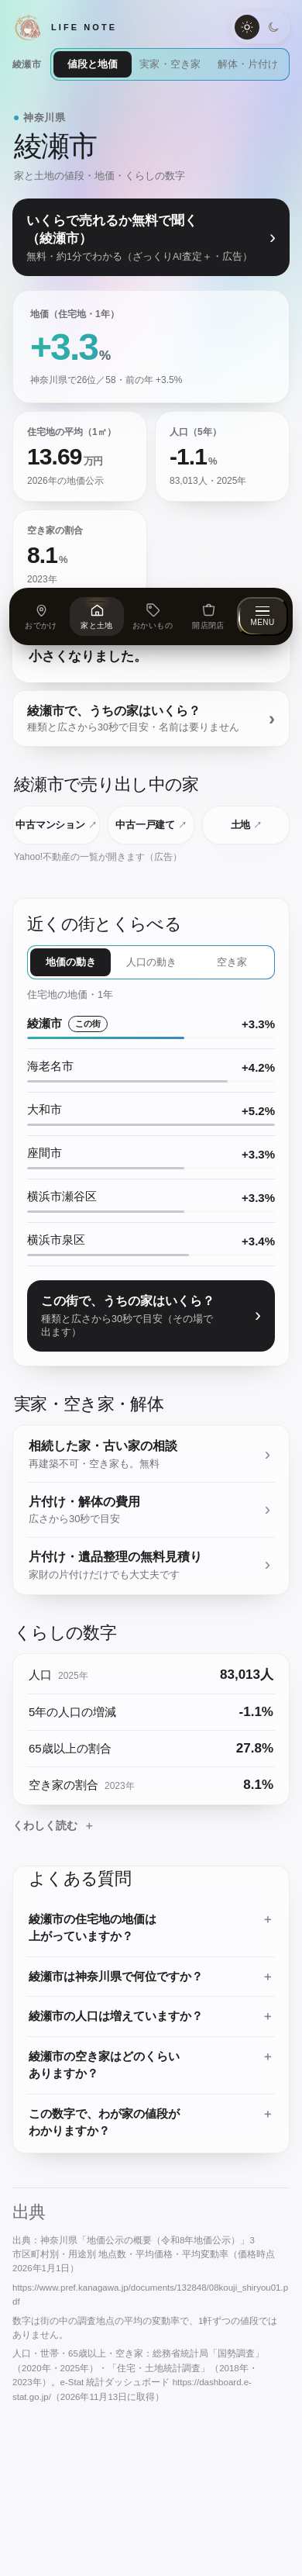 LIFE NOTE
綾瀬市
値段と地価
実家・空き家
解体・片付け
神奈川県
綾瀬市
家と土地の値段・地価・くらしの数字
いくらで売れるか無料で聞く
（綾瀬市）
無料・約1分でわかる（ざっくりAI査定＋・広告）
›
地価（住宅地・1年）
+3.3%
神奈川県で26位／58・前の年 +3.5%
住宅地の平均（1㎡）
13.69万円
2026年の地価公示
人口（5年）
-1.1%
83,013人・2025年
空き家の割合
8.1%
2023年
おでかけ
家と土地
おかいもの
開店閉店
MENU
小さくなりました。
綾瀬市で、うちの家はいくら？
種類と広さから30秒で目安・名前は要りません
›
綾瀬市で売り出し中の家
中古マンション ↗
中古一戸建て ↗
土地 ↗
Yahoo!不動産の一覧が開きます（広告）
近くの街とくらべる
地価の動き
人口の動き
空き家
住宅地の地価・1年
綾瀬市 この街 +3.3%
海老名市 +4.2%
大和市 +5.2%
座間市 +3.3%
横浜市瀬谷区 +3.3%
横浜市泉区 +3.4%
この街で、うちの家はいくら？
種類と広さから30秒で目安（その場で
出ます）
›
実家・空き家・解体
相続した家・古い家の相談
再建築不可・空き家も。無料
›
片付け・解体の費用
広さから30秒で目安
›
片付け・遺品整理の無料見積り
家財の片付けだけでも大丈夫です
›
くらしの数字
人口 2025年 83,013人
5年の人口の増減 -1.1%
65歳以上の割合 27.8%
空き家の割合 2023年 8.1%
くわしく読む ＋
よくある質問
綾瀬市の住宅地の地価は
上がっていますか？
＋
綾瀬市は神奈川県で何位ですか？ ＋
綾瀬市の人口は増えていますか？ ＋
綾瀬市の空き家はどのくらい
ありますか？
＋
この数字で、わが家の値段が
わかりますか？
＋
出典
出典：神奈川県「地価公示の概要（令和8年地価公示）」3
市区町村別・用途別 地点数・平均価格・平均変動率（価格時点
2026年1月1日）
https://www.pref.kanagawa.jp/documents/132848/08kouji_shiryou01.p
df
数字は街の中の調査地点の平均の変動率で、1軒ずつの値段では
ありません。
人口・世帯・65歳以上・空き家：総務省統計局「国勢調査」
（2020年・2025年）・「住宅・土地統計調査」（2018年・
2023年）。e-Stat 統計ダッシュボード https://dashboard.e-
stat.go.jp/（2026年11月13日に取得）